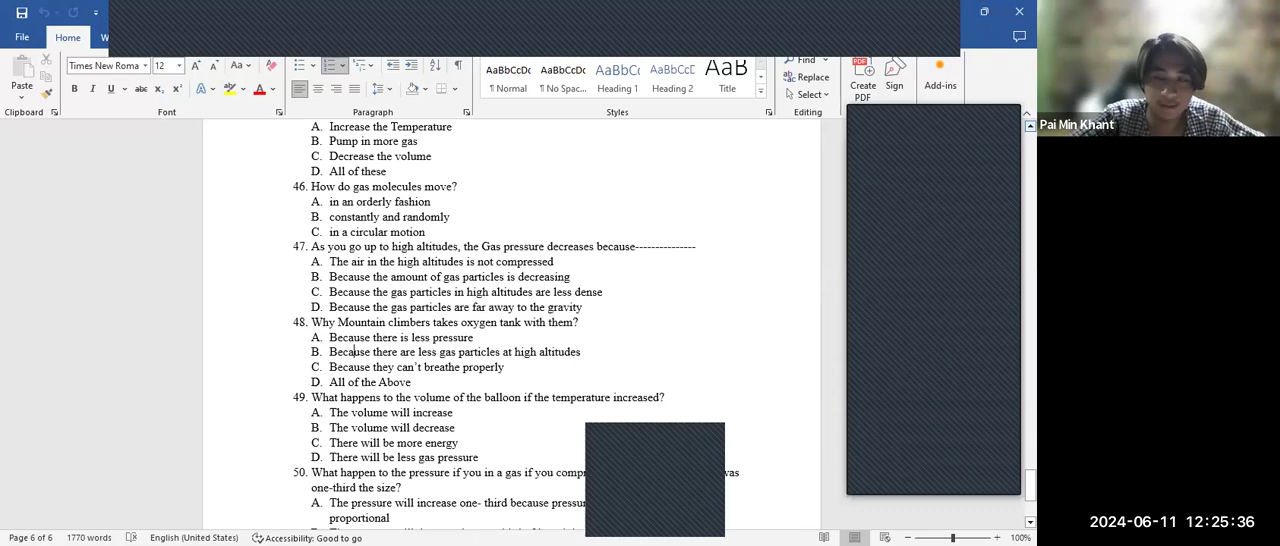 File
Home
W
Times New Roma
12
Paste
Font
Paragraph
AaBbCcDc AaBbCcDc AaBbCc AaBbCcD AaB
¶ Normal ¶ No Spac... Heading 1 Heading 2 Title
Styles
Find
Replace
Select
Editing
Create PDF
Sign
Add-ins
Pai Min Khant
A. Increase the Temperature
B. Pump in more gas
C. Decrease the volume
D. All of these
46. How do gas molecules move?
A. in an orderly fashion
B. constantly and randomly
C. in a circular motion
47. As you go up to high altitudes, the Gas pressure decreases because---------------
A. The air in the high altitudes is not compressed
B. Because the amount of gas particles is decreasing
C. Because the gas particles in high altitudes are less dense
D. Because the gas particles are far away to the gravity
48. Why Mountain climbers takes oxygen tank with them?
A. Because there is less pressure
B. Because there are less gas particles at high altitudes
C. Because they can’t breathe properly
D. All of the Above
49. What happens to the volume of the balloon if the temperature increased?
A. The volume will increase
B. The volume will decrease
C. There will be more energy
D. There will be less gas pressure
50. What happen to the pressure if you in a gas if you was
one-third the size?
A. The pressure will increase one- third because
proportional
Page 6 of 6
1770 words
English (United States)
Accessibility: Good to go
100%
2024-06-11 12:25:36